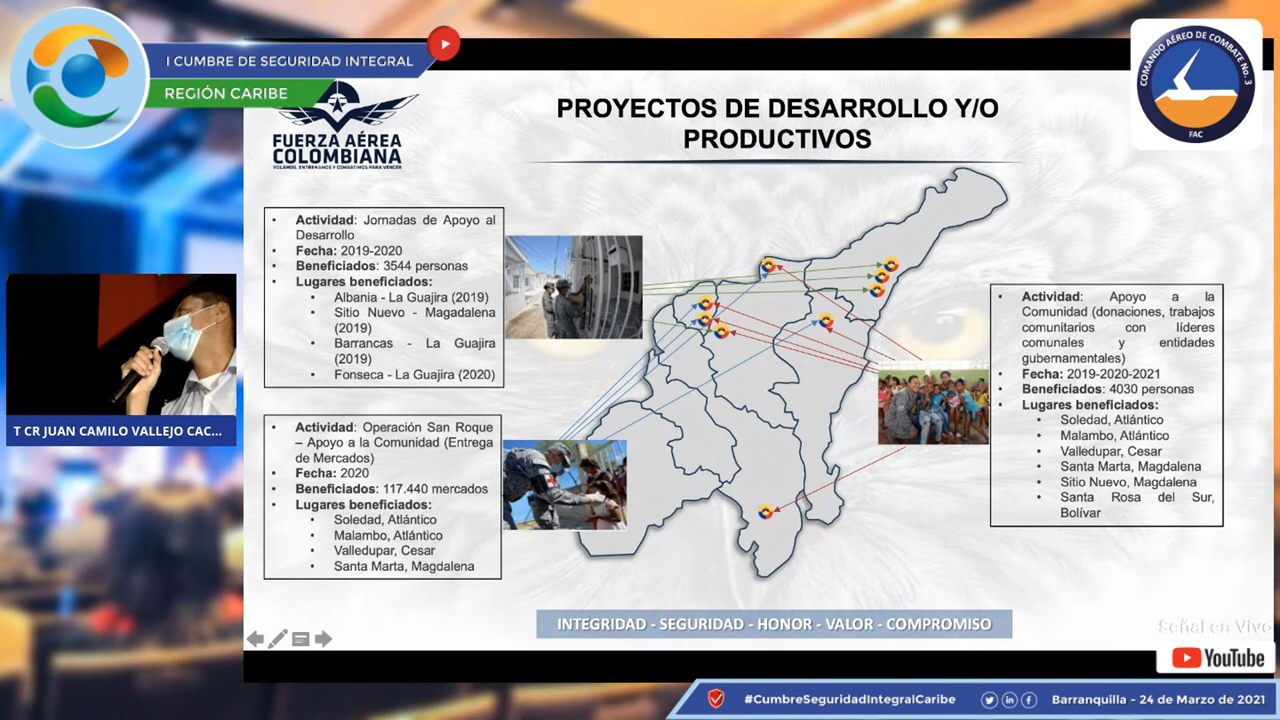 I CUMBRE DE SEGURIDAD INTEGRAL
REGIÓN CARIBE
COMANDO AÉREO DE COMBATE No. 3
FAC
FUERZA AÉREA
COLOMBIANA
VOLAMOS, ENTRENAMOS Y COMBATIMOS PARA VENCER
PROYECTOS DE DESARROLLO Y/O
PRODUCTIVOS
• Actividad: Jornadas de Apoyo al
Desarrollo
• Fecha: 2019-2020
• Beneficiados: 3544 personas
• Lugares beneficiados:
• Albania - La Guajira (2019)
• Sitio Nuevo - Magadalena
(2019)
• Barrancas - La Guajira
(2019)
• Fonseca - La Guajira (2020)
• Actividad: Operación San Roque
– Apoyo a la Comunidad (Entrega
de Mercados)
• Fecha: 2020
• Beneficiados: 117.440 mercados
• Lugares beneficiados:
• Soledad, Atlántico
• Malambo, Atlántico
• Valledupar, Cesar
• Santa Marta, Magdalena
• Actividad: Apoyo a la
Comunidad (donaciones, trabajos
comunitarios con líderes
comunales y entidades
gubernamentales)
• Fecha: 2019-2020-2021
• Beneficiados: 4030 personas
• Lugares beneficiados:
• Soledad, Atlántico
• Malambo, Atlántico
• Valledupar, Cesar
• Santa Marta, Magdalena
• Sitio Nuevo, Magdalena
• Santa Rosa del Sur,
Bolívar
T CR JUAN CAMILO VALLEJO CAC...
INTEGRIDAD - SEGURIDAD - HONOR - VALOR - COMPROMISO
Señal en Vivo
YouTube
#CumbreSeguridadIntegralCaribe
Barranquilla - 24 de Marzo de 2021